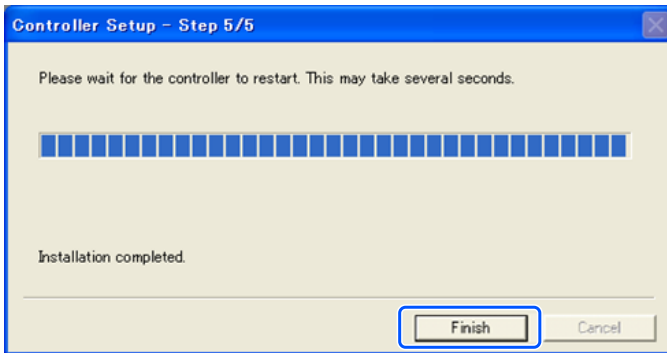 Controller Setup - Step 5/5
Please wait for the controller to restart. This may take several seconds.
Installation completed.
Finish
Cancel